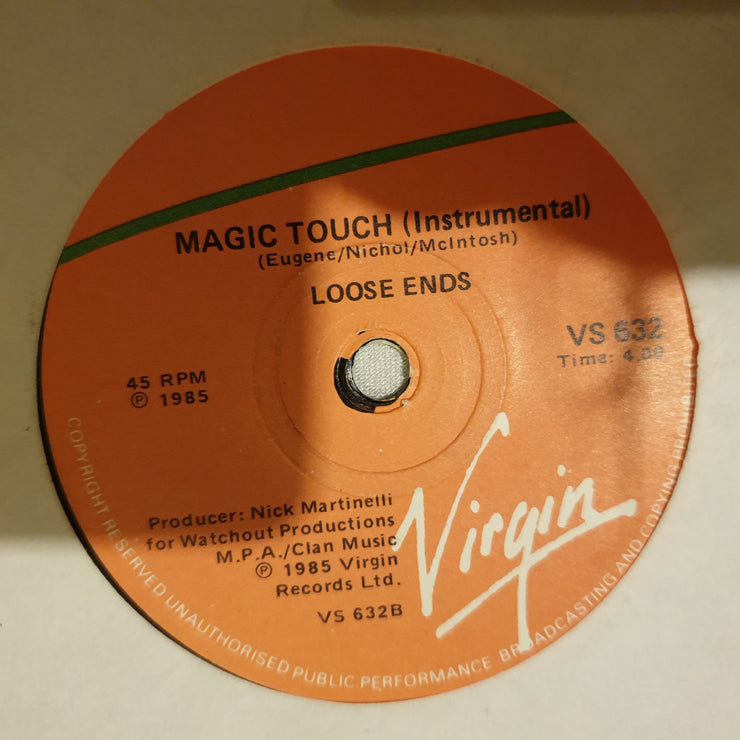 MAGIC TOUCH (Instrumental)
(Eugene/Nichol/McIntosh)
LOOSE ENDS
VS 632
Time:
45 RPM
℗ 1985
Producer: Nick Martinelli
for Watchout Productions
M.P.A./Clan Music
℗ 1985 Virgin
Records Ltd.
VS 632B
Virgin
COPYRIGHT RESERVED UNAUTHORISED PUBLIC PERFORMANCE BROADCASTING AND COPYING